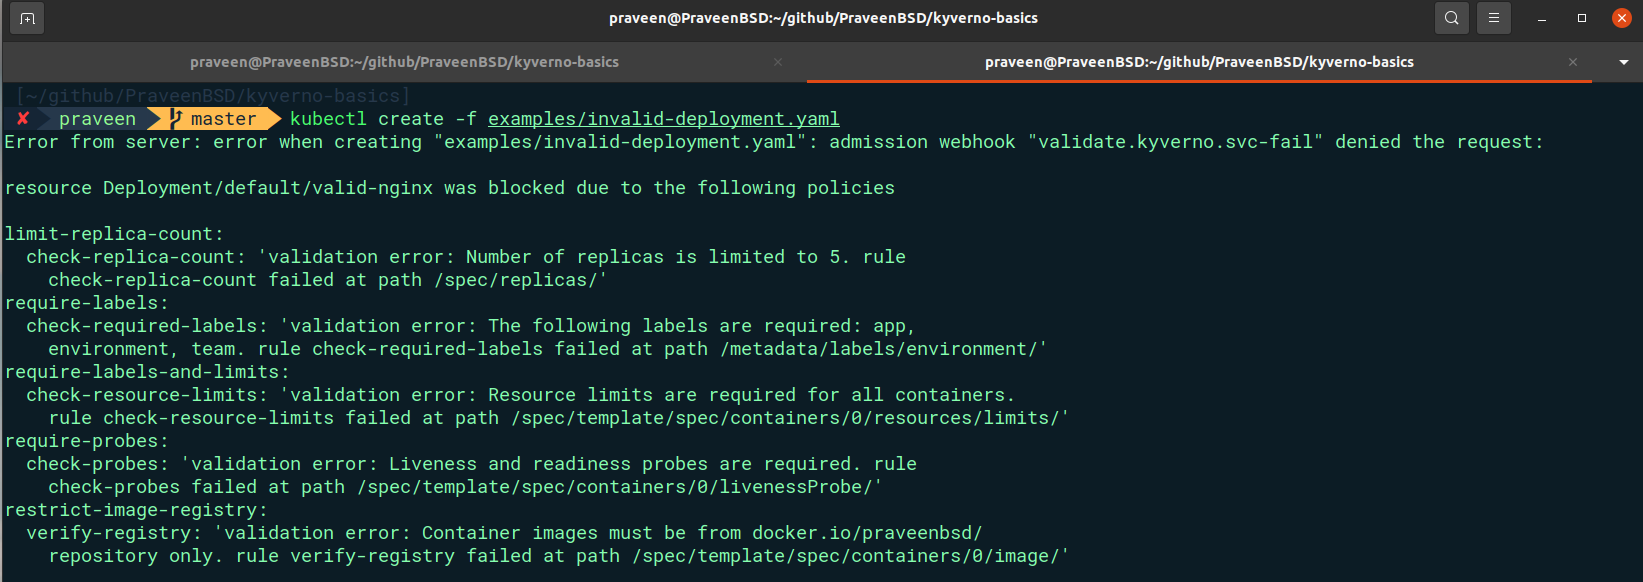 praveen@PraveenBSD:~/github/PraveenBSD/kyverno-basics
praveen@PraveenBSD:~/github/PraveenBSD/kyverno-basics
praveen@PraveenBSD:~/github/PraveenBSD/kyverno-basics
[~/github/PraveenBSD/kyverno-basics]
✘ praveen master kubectl create -f examples/invalid-deployment.yaml
Error from server: error when creating "examples/invalid-deployment.yaml": admission webhook "validate.kyverno.svc-fail" denied the request:
resource Deployment/default/valid-nginx was blocked due to the following policies
limit-replica-count:
check-replica-count: 'validation error: Number of replicas is limited to 5. rule
check-replica-count failed at path /spec/replicas/'
require-labels:
check-required-labels: 'validation error: The following labels are required: app,
environment, team. rule check-required-labels failed at path /metadata/labels/environment/'
require-labels-and-limits:
check-resource-limits: 'validation error: Resource limits are required for all containers.
rule check-resource-limits failed at path /spec/template/spec/containers/0/resources/limits/'
require-probes:
check-probes: 'validation error: Liveness and readiness probes are required. rule
check-probes failed at path /spec/template/spec/containers/0/livenessProbe/'
restrict-image-registry:
verify-registry: 'validation error: Container images must be from docker.io/praveenbsd/
repository only. rule verify-registry failed at path /spec/template/spec/containers/0/image/'